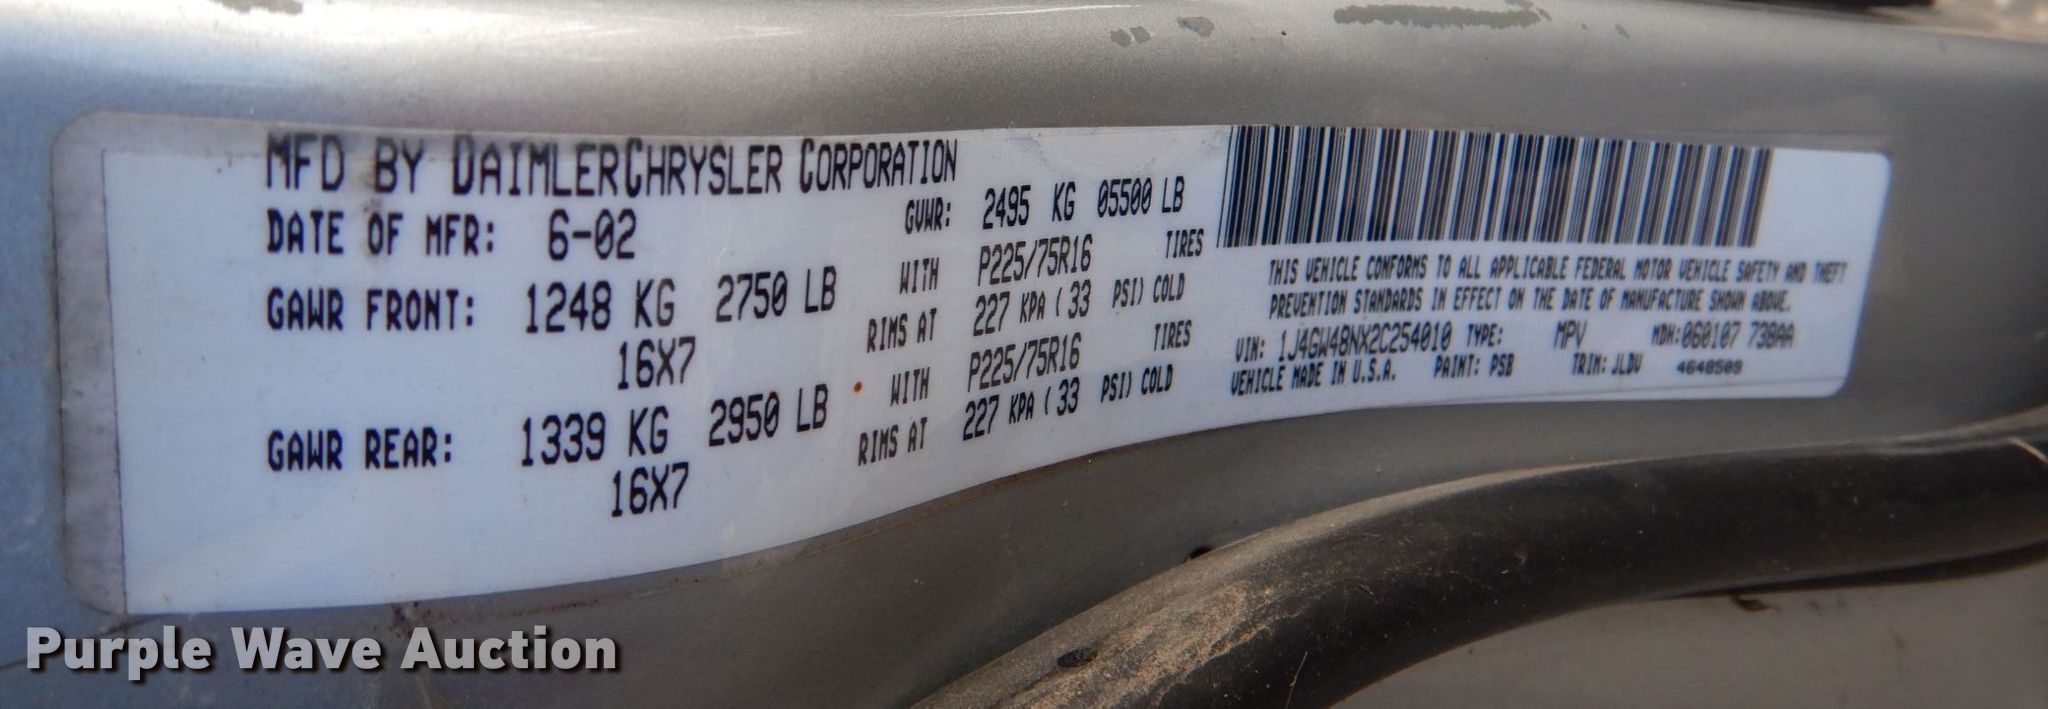 MFD BY DAIMLERCHRYSLER CORPORATION
DATE OF MFR: 6-02 GVWR: 2495 KG 05500 LB
GAWR FRONT: 1248 KG 2750 LB WITH P225/75R16 TIRES
16X7 RIMS AT 227 KPA ( 33 PSI) COLD
GAWR REAR: 1339 KG 2950 LB WITH P225/75R16 TIRES
16X7 RIMS AT 227 KPA ( 33 PSI) COLD
THIS VEHICLE CONFORMS TO ALL APPLICABLE FEDERAL MOTOR VEHICLE SAFETY AND THEFT
PREVENTION STANDARDS IN EFFECT ON THE DATE OF MANUFACTURE SHOWN ABOVE.
VIN: 1J4GW48NX2C254010 TYPE: MPV MDH: 060107 738AA
VEHICLE MADE IN U.S.A. PAINT: PSB TRIM: JLDV 4648509
Purple Wave Auction